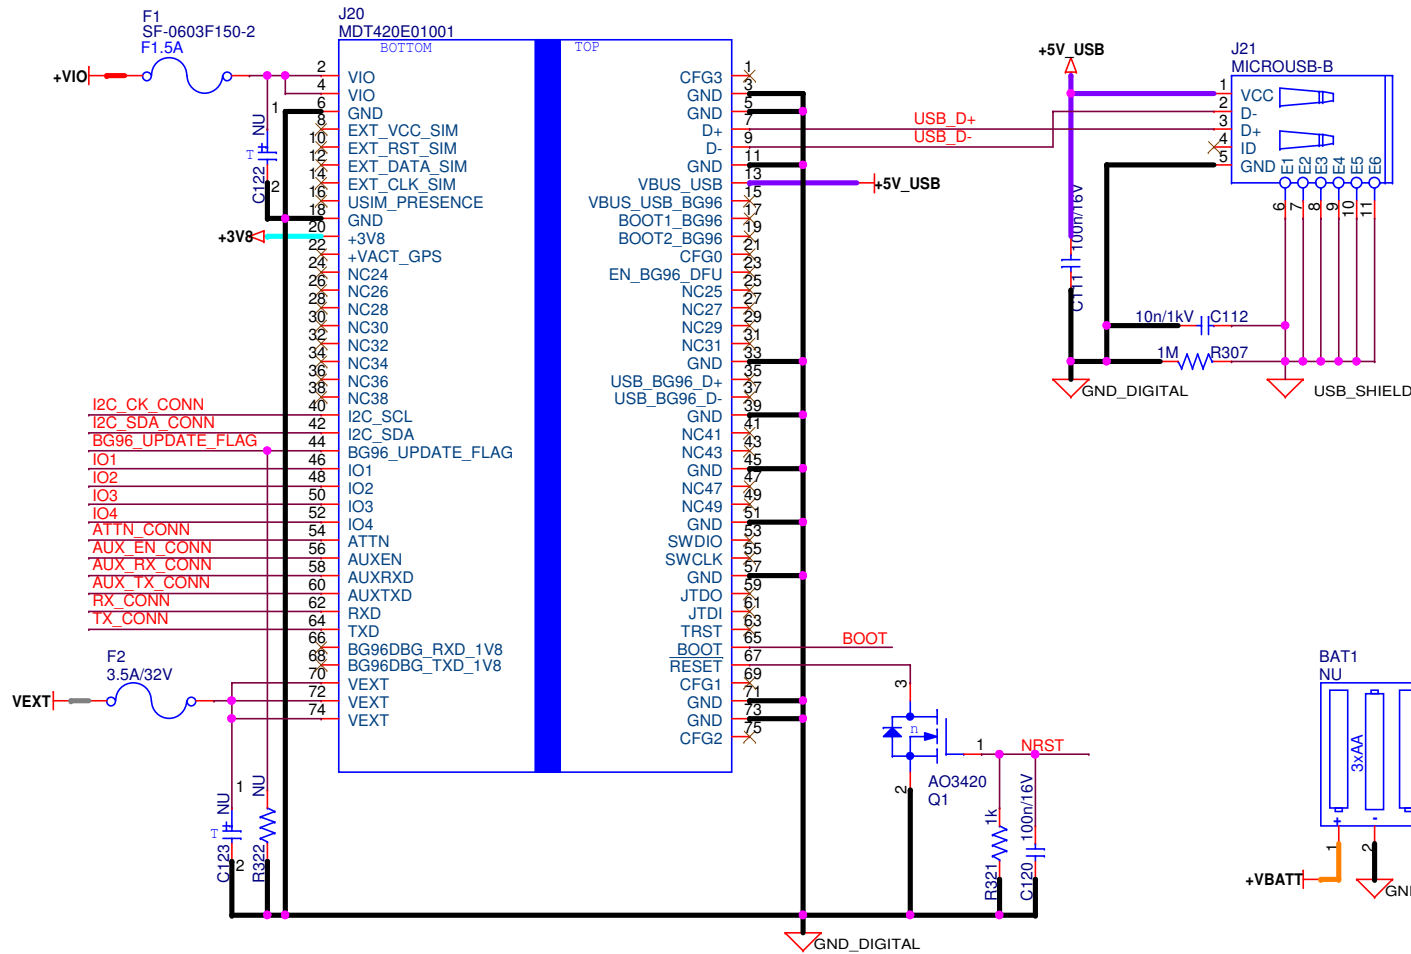 F1
SF-0603F150-2
F1.5A
+VIO
J20
MDT420E01001
BOTTOM
TOP
2 VIO
4 VIO
6 GND
8 EXT_VCC_SIM
10 EXT_RST_SIM
12 EXT_DATA_SIM
14 EXT_CLK_SIM
16 USIM_PRESENCE
18 GND
20 +3V8
22 +VACT_GPS
24 NC24
26 NC26
28 NC28
30 NC30
32 NC32
34 NC34
36 NC36
38 NC38
40 I2C_SCL
42 I2C_SDA
44 BG96_UPDATE_FLAG
46 IO1
48 IO2
50 IO3
52 IO4
54 ATTN
56 AUXEN
58 AUXRXD
60 AUXTXD
62 RXD
64 TXD
66 BG96DBG_RXD_1V8
68 BG96DBG_TXD_1V8
70 VEXT
72 VEXT
74 VEXT
CFG3 1
GND 3
GND 5
D+ 7
D- 9
GND 11
VBUS_USB 13
VBUS_USB_BG96 15
BOOT1_BG96 17
BOOT2_BG96 19
CFG0 21
EN_BG96_DFU 23
NC25 25
NC27 27
NC29 29
NC31 31
GND 33
USB_BG96_D+ 35
USB_BG96_D- 37
GND 39
NC41 41
NC43 43
GND 45
NC47 47
NC49 49
GND 51
SWDIO 53
SWCLK 55
GND 57
JTDO 59
JTDI 61
TRST 63
BOOT 65
RESET 67
CFG1 69
GND 71
GND 73
CFG2 75
1
NU
T
+
C122
2
+3V8
I2C_CK_CONN
I2C_SDA_CONN
BG96_UPDATE_FLAG
IO1
IO2
IO3
IO4
ATTN_CONN
AUX_EN_CONN
AUX_RX_CONN
AUX_TX_CONN
RX_CONN
TX_CONN
F2
3.5A/32V
VEXT
1
NU
T
+
C123
2
NU
R322
USB_D+
USB_D-
+5V_USB
BOOT
3
n
1
2
NRST
AO3420
Q1
1k
R321
100n/16V
C120
GND_DIGITAL
+5V_USB
J21
MICROUSB-B
1 VCC
2 D-
3 D+
4 ID
5 GND
E1
E2
E3
E4
E5
E6
6
7
8
9
10
11
100n/16V
C111
10n/1kV
C112
1M
R307
GND_DIGITAL
USB_SHIELD
BAT1
NU
3xAA
+
-
1
2
+VBATT